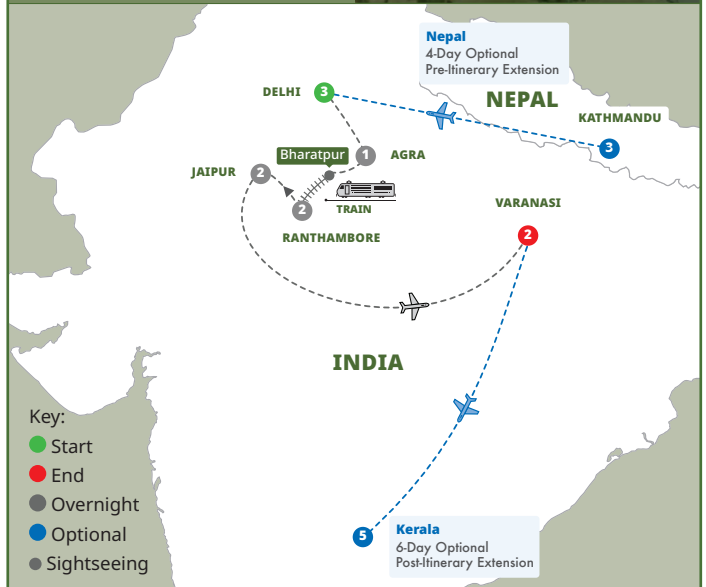 Nepal
4-Day Optional
Pre-Itinerary Extension
NEPAL
DELHI
3
KATHMANDU
3
Bharatpur
1
AGRA
JAIPUR
2
2
TRAIN
RANTHAMBORE
VARANASI
2
INDIA
Key:
Start
End
Overnight
Optional
Sightseeing
5
Kerala
6-Day Optional
Post-Itinerary Extension